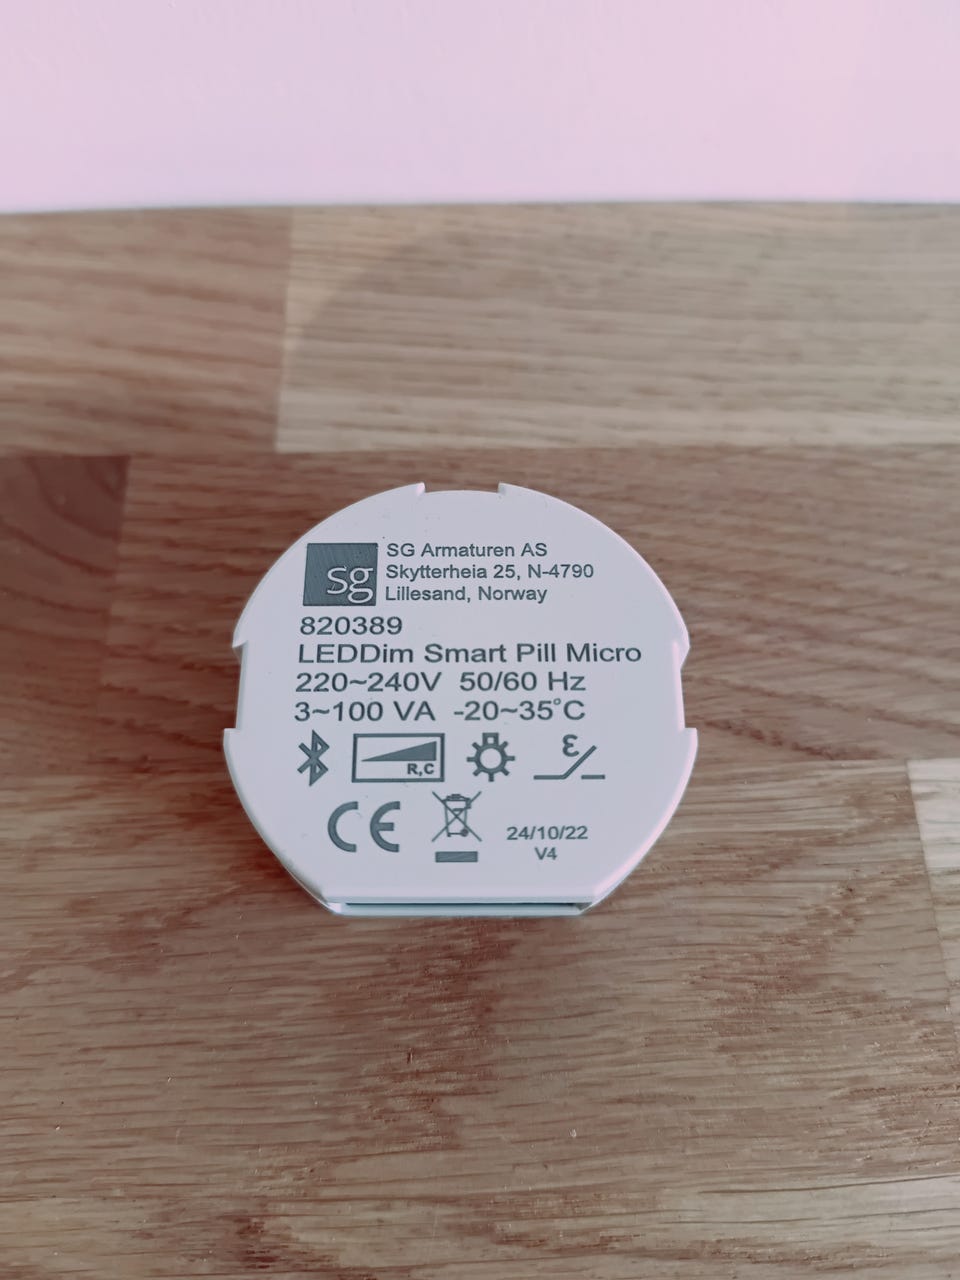 sg
SG Armaturen AS
Skytterheia 25, N-4790
Lillesand, Norway
820389
LEDDim Smart Pill Micro
220~240V 50/60 Hz
3~100 VA -20~35°C
R,C
ε
CE
24/10/22
V4